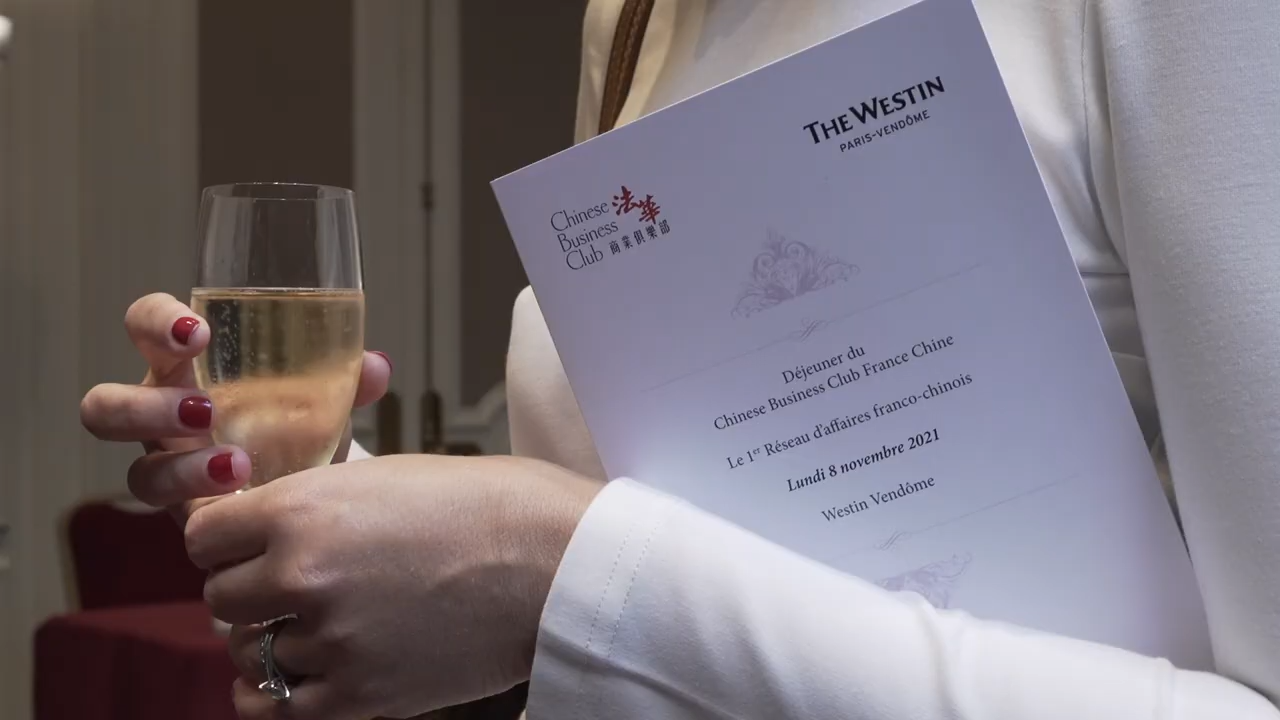 THE WESTIN
PARIS-VENDÔME
Chinese 法華
Business
Club 商業俱樂部
Déjeuner du
Chinese Business Club France Chine
Le 1er Réseau d'affaires franco-chinois
Lundi 8 novembre 2021
Westin Vendôme